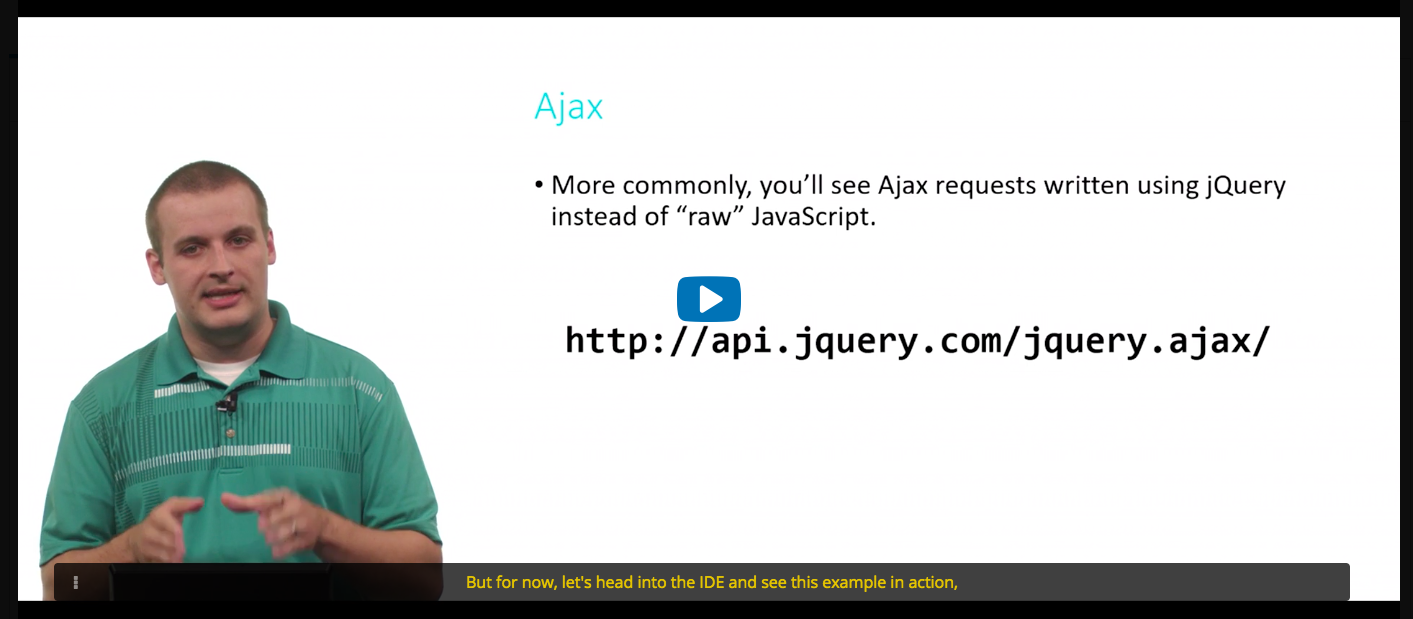 Ajax
• More commonly, you’ll see Ajax requests written using jQuery
instead of “raw” JavaScript.
http://api.jquery.com/jquery.ajax/
But for now, let's head into the IDE and see this example in action,